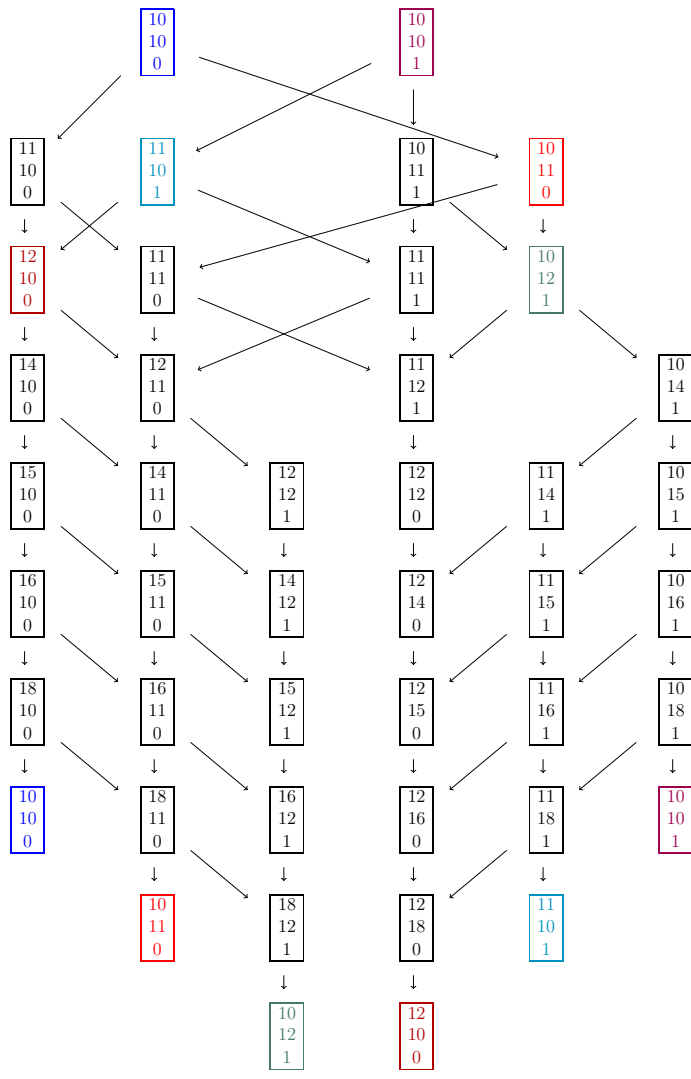 10 10
10 10
0 1
11 11 10 10
10 10 11 11
0 1 1 0
12 11 11 10
10 11 11 12
0 0 1 1
14 12 11 10
10 11 12 14
0 0 1 1
15 14 12 12 11 10
10 11 12 12 14 15
0 0 1 0 1 1
16 15 14 12 11 10
10 11 12 14 15 16
0 0 1 0 1 1
18 16 15 12 11 10
10 11 12 15 16 18
0 0 1 0 1 1
10 18 16 12 11 10
10 11 12 16 18 10
0 0 1 0 1 1
10 18 12 11
11 12 18 10
0 1 0 1
10 12
12 10
1 0